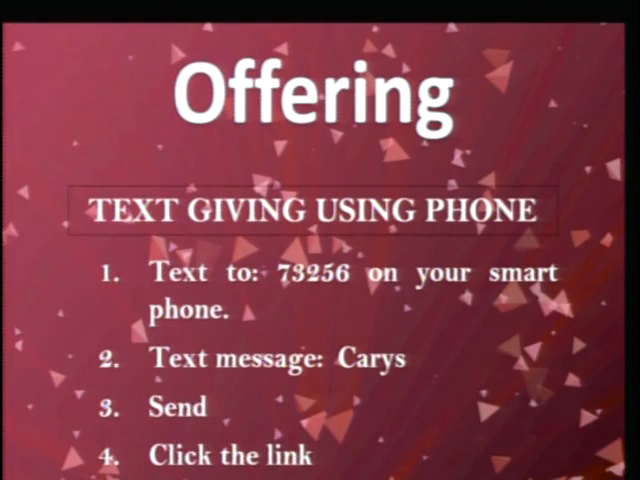 Offering
TEXT GIVING USING PHONE
1. Text to: 73256 on your smart
phone.
2. Text message: Carys
3. Send
4. Click the link